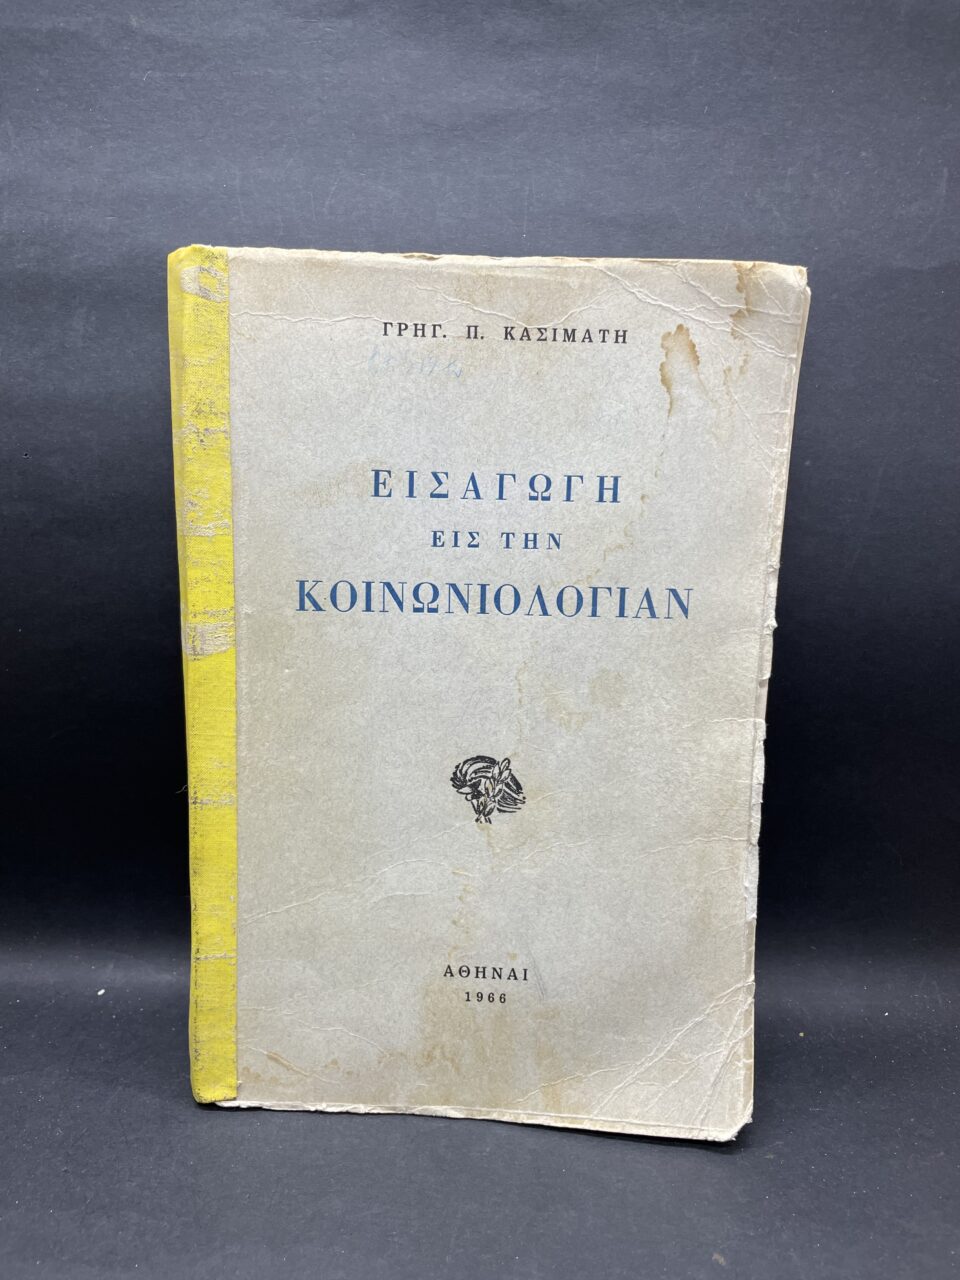 ΓΡΗΓ. Π. ΚΑΣΙΜΑΤΗ
ΕΙΣΑΓΩΓΗ
ΕΙΣ ΤΗΝ
ΚΟΙΝΩΝΙΟΛΟΓΙΑΝ
ΑΘΗΝΑΙ
1966